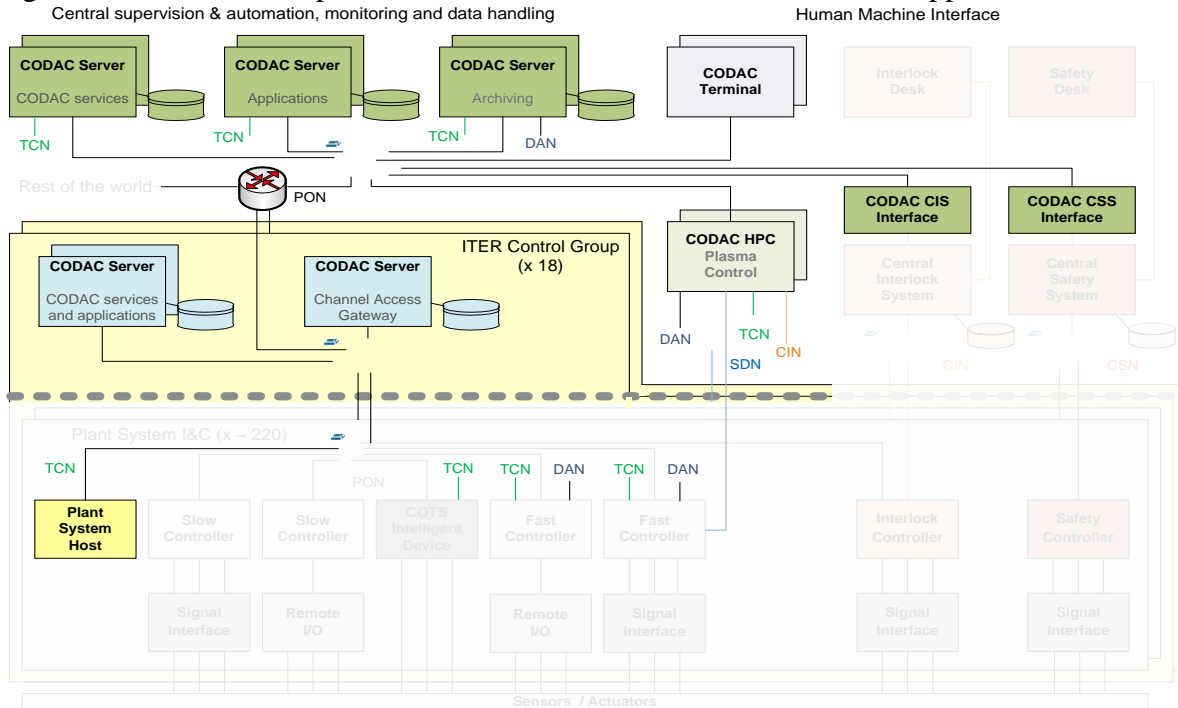 Central supervision & automation, monitoring and data handling
Human Machine Interface
CODAC Server
CODAC services
TCN
CODAC Server
Applications
TCN
CODAC Server
Archiving
TCN
DAN
CODAC
Terminal
Interlock
Desk
Safety
Desk
Rest of the world
PON
CODAC CIS
Interface
CODAC CSS
Interface
ITER Control Group
(x 18)
CODAC Server
CODAC services
and applications
CODAC Server
Channel Access
Gateway
CODAC HPC
Plasma
Control
DAN
SDN
TCN
CIN
Central
Interlock
System
Central
Safety
System
CIN
CSN
Plant System I&C (x ~ 220)
TCN
PON
TCN
TCN
DAN
TCN
DAN
Plant
System
Host
Slow
Controller
Slow
Controller
COTS
Intelligent
Device
Fast
Controller
Fast
Controller
Interlock
Controller
Safety
Controller
Signal
Interface
Remote
I/O
Remote
I/O
Signal
Interface
Signal
Interface
Signal
Interface
Sensors / Actuators